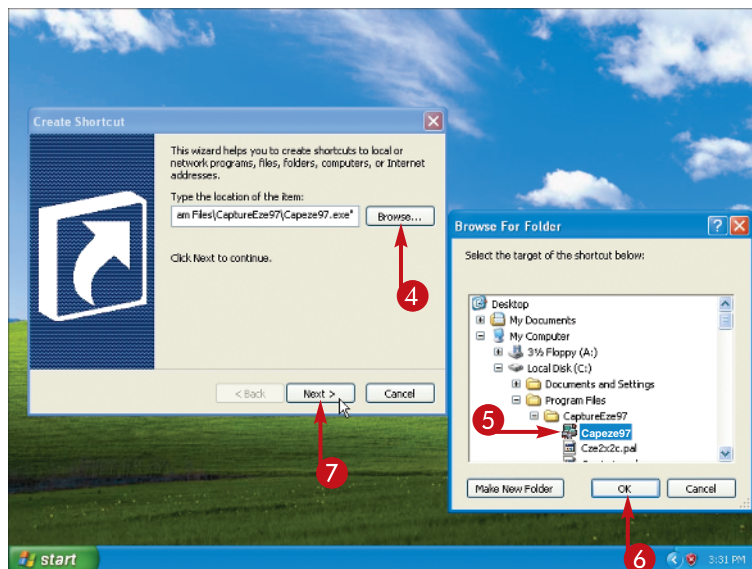 Create Shortcut
This wizard helps you to create shortcuts to local or
network programs, files, folders, computers, or Internet
addresses.
Type the location of the item:
am Files\CaptureEze97\Capeze97.exe"
Browse...
Click Next to continue.
4
< Back
Next >
Cancel
7
Browse For Folder
Select the target of the shortcut below:
Desktop
My Documents
My Computer
3½ Floppy (A:)
Local Disk (C:)
Documents and Settings
Program Files
CaptureEze97
5
Capeze97
Cze2x2c.pal
Make New Folder
OK
Cancel
6
start
3:31 PM